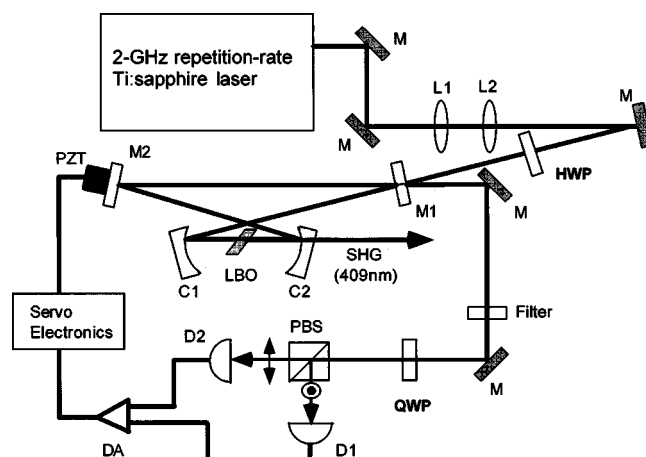 2-GHz repetition-rate
Ti:sapphire laser
M
L1
L2
M
M
HWP
PZT
M2
M1
M
C1
LBO
C2
SHG
(409nm)
Servo
Electronics
Filter
D2
PBS
QWP
M
DA
D1